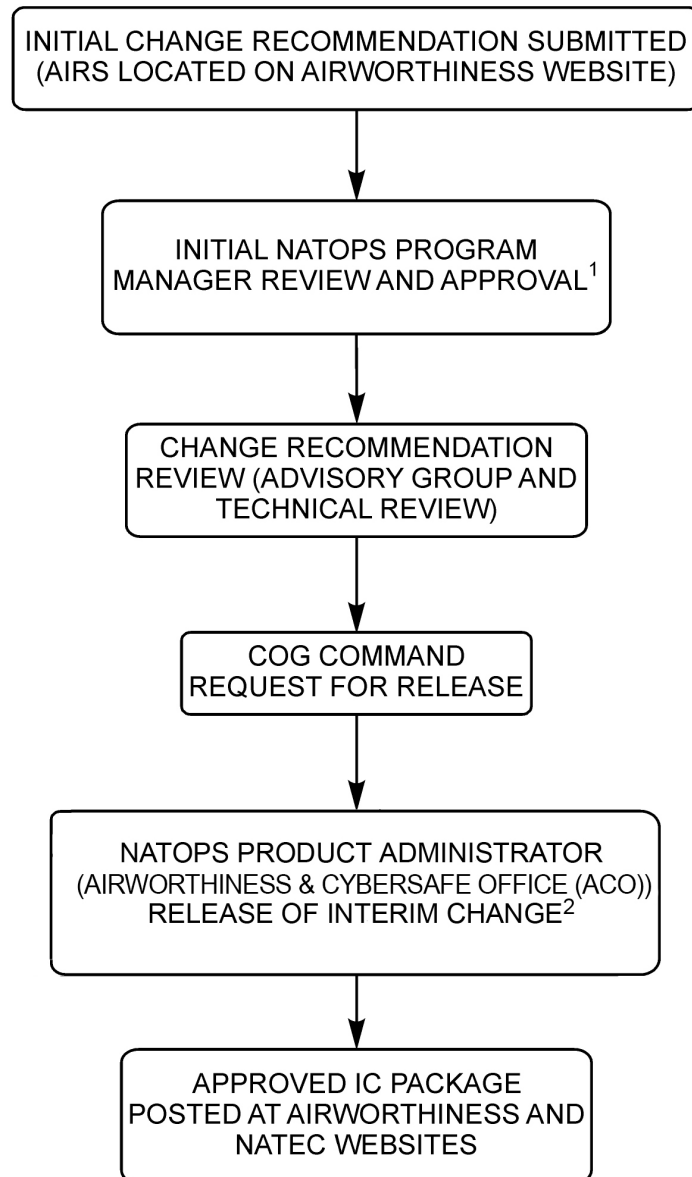 INITIAL CHANGE RECOMMENDATION SUBMITTED
(AIRS LOCATED ON AIRWORTHINESS WEBSITE)
INITIAL NATOPS PROGRAM
MANAGER REVIEW AND APPROVAL¹
CHANGE RECOMMENDATION
REVIEW (ADVISORY GROUP AND
TECHNICAL REVIEW)
COG COMMAND
REQUEST FOR RELEASE
NATOPS PRODUCT ADMINISTRATOR
(AIRWORTHINESS & CYBERSAFE OFFICE (ACO))
RELEASE OF INTERIM CHANGE²
APPROVED IC PACKAGE
POSTED AT AIRWORTHINESS AND
NATEC WEBSITES